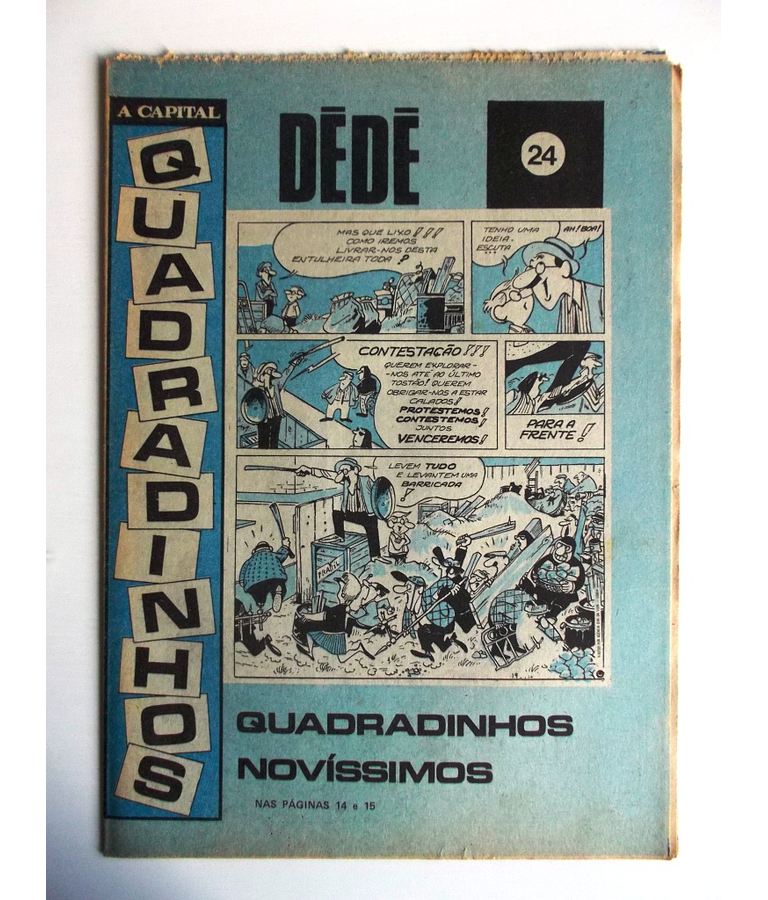 A CAPITAL
QUADRADINHOS
DÉDÉ
24
MAS QUE LIXO!!!
COMO IREMOS
LIVRAR-NOS DESTA
ENTULHEIRA TODA?
TENHO UMA
IDEIA.
ESCUTA
...
AH! BOA!
CONTESTAÇÃO!!!
QUEREM EXPLORAR-
-NOS ATÉ AO ÚLTIMO
TOSTÃO! QUEREM
OBRIGAR-NOS A ESTAR
CALADOS!
PROTESTEMOS!
CONTESTEMOS!
JUNTOS
VENCEREMOS!
PARA A
FRENTE!
LEVEM TUDO
E LEVANTEM UMA
BARRICADA
!
QUADRADINHOS
NOVÍSSIMOS
NAS PÁGINAS 14 e 15